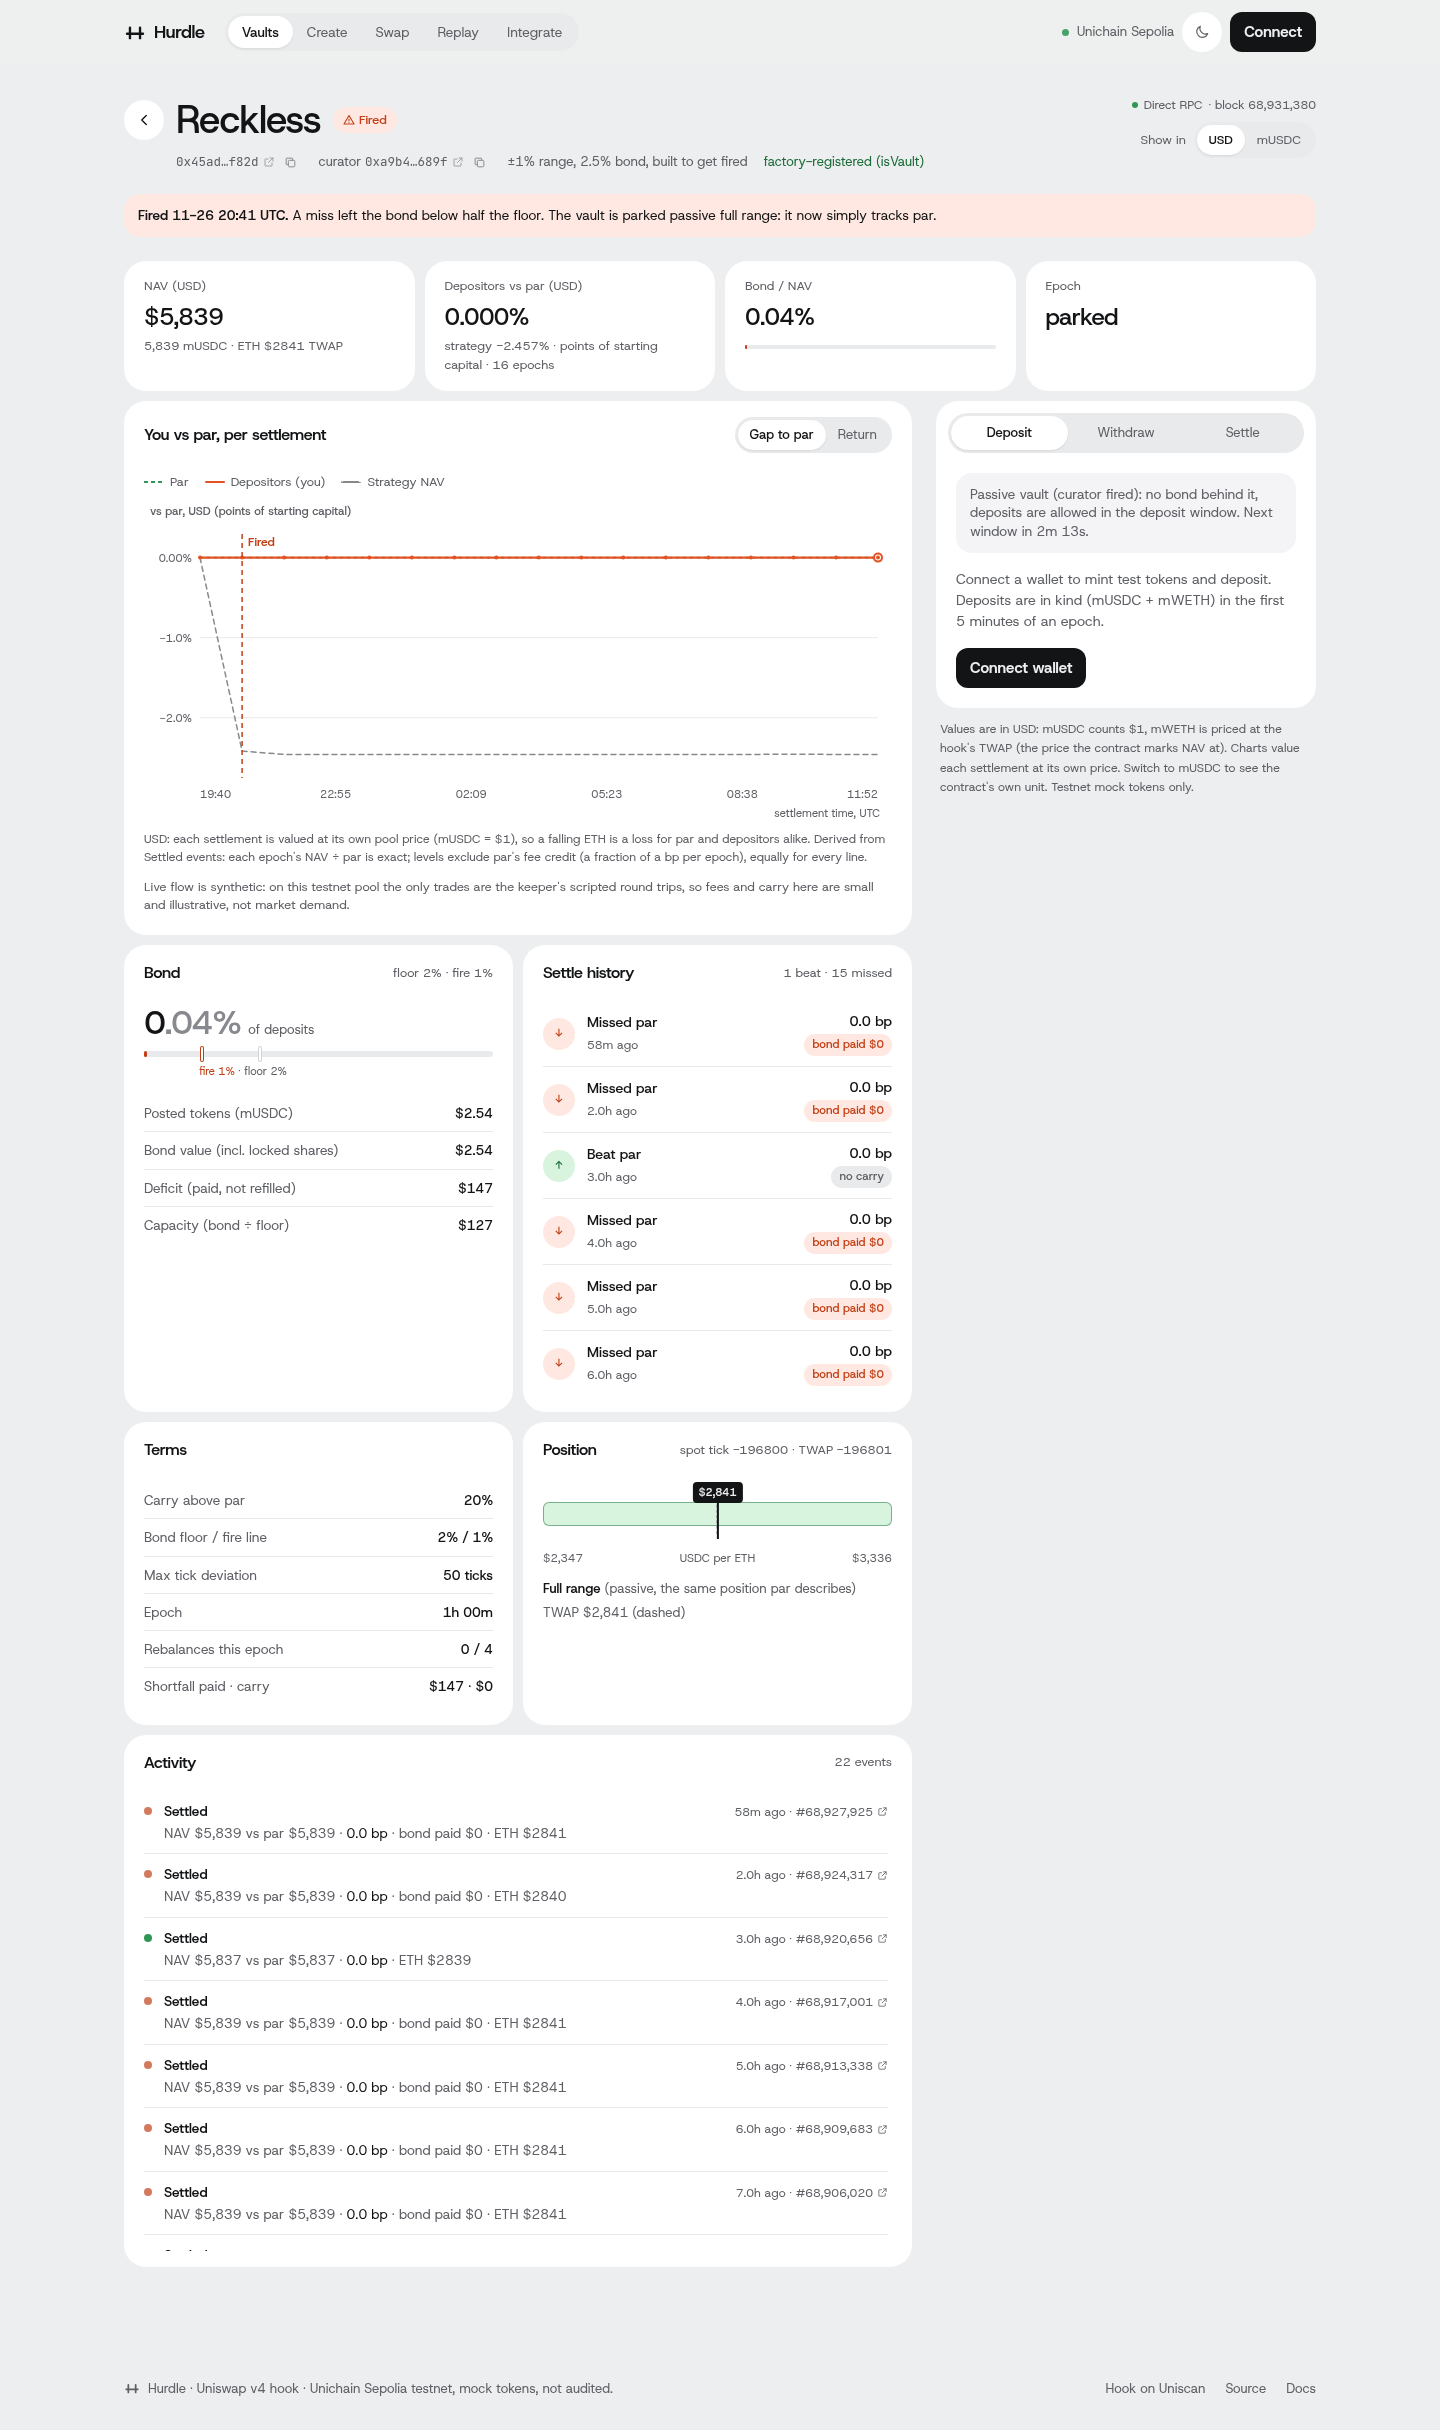 Hurdle
Vaults
Create
Swap
Replay
Integrate
Unichain Sepolia
Connect
Reckless
Fired
Direct RPC · block 68,931,380
Show in USD mUSDC
0x45ad…f82d curator 0xa9b4…689f ±1% range, 2.5% bond, built to get fired factory-registered (isVault)
Fired 11-26 20:41 UTC. A miss left the bond below half the floor. The vault is parked passive full range: it now simply tracks par.
NAV (USD)
$5,839
5,839 mUSDC · ETH $2841 TWAP
Depositors vs par (USD)
0.000%
strategy -2.457% · points of starting
capital · 16 epochs
Bond / NAV
0.04%
Epoch
parked
You vs par, per settlement
Gap to par Return
Par Depositors (you) Strategy NAV
vs par, USD (points of starting capital)
Fired
0.00%
-1.0%
-2.0%
19:40 22:55 02:09 05:23 08:38 11:52
settlement time, UTC
USD: each settlement is valued at its own pool price (mUSDC = $1), so a falling ETH is a loss for par and depositors alike. Derived from
Settled events: each epoch's NAV ÷ par is exact; levels exclude par's fee credit (a fraction of a bp per epoch), equally for every line.
Live flow is synthetic: on this testnet pool the only trades are the keeper's scripted round trips, so fees and carry here are small
and illustrative, not market demand.
Deposit Withdraw Settle
Passive vault (curator fired): no bond behind it,
deposits are allowed in the deposit window. Next
window in 2m 13s.
Connect a wallet to mint test tokens and deposit.
Deposits are in kind (mUSDC + mWETH) in the first
5 minutes of an epoch.
Connect wallet
Values are in USD: mUSDC counts $1, mWETH is priced at the
hook's TWAP (the price the contract marks NAV at). Charts value
each settlement at its own price. Switch to mUSDC to see the
contract's own unit. Testnet mock tokens only.
Bond
floor 2% · fire 1%
0.04% of deposits
fire 1% · floor 2%
Posted tokens (mUSDC) $2.54
Bond value (incl. locked shares) $2.54
Deficit (paid, not refilled) $147
Capacity (bond ÷ floor) $127
Settle history
1 beat · 15 missed
Missed par 0.0 bp
58m ago bond paid $0
Missed par 0.0 bp
2.0h ago bond paid $0
Beat par 0.0 bp
3.0h ago no carry
Missed par 0.0 bp
4.0h ago bond paid $0
Missed par 0.0 bp
5.0h ago bond paid $0
Missed par 0.0 bp
6.0h ago bond paid $0
Terms
Carry above par 20%
Bond floor / fire line 2% / 1%
Max tick deviation 50 ticks
Epoch 1h 00m
Rebalances this epoch 0 / 4
Shortfall paid · carry $147 · $0
Position
spot tick -196800 · TWAP -196801
$2,841
$2,347 USDC per ETH $3,336
Full range (passive, the same position par describes)
TWAP $2,841 (dashed)
Activity
22 events
Settled 58m ago · #68,927,925
NAV $5,839 vs par $5,839 · 0.0 bp · bond paid $0 · ETH $2841
Settled 2.0h ago · #68,924,317
NAV $5,839 vs par $5,839 · 0.0 bp · bond paid $0 · ETH $2840
Settled 3.0h ago · #68,920,656
NAV $5,837 vs par $5,837 · 0.0 bp · ETH $2839
Settled 4.0h ago · #68,917,001
NAV $5,839 vs par $5,839 · 0.0 bp · bond paid $0 · ETH $2841
Settled 5.0h ago · #68,913,338
NAV $5,839 vs par $5,839 · 0.0 bp · bond paid $0 · ETH $2841
Settled 6.0h ago · #68,909,683
NAV $5,839 vs par $5,839 · 0.0 bp · bond paid $0 · ETH $2841
Settled 7.0h ago · #68,906,020
NAV $5,839 vs par $5,839 · 0.0 bp · bond paid $0 · ETH $2841
Hurdle · Uniswap v4 hook · Unichain Sepolia testnet, mock tokens, not audited.
Hook on Uniscan Source Docs